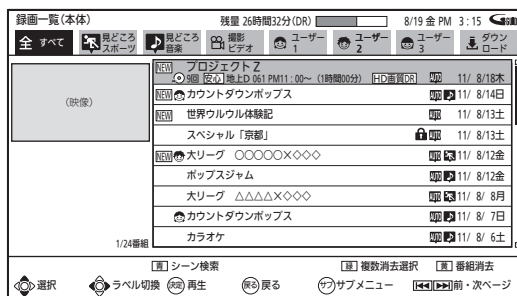 録画一覧(本体) 残量 26時間32分(DR) 8/19 金 PM 3:15
全 すべて 見どころ スポーツ 見どころ 音楽 撮影 ビデオ ユーザー 1 ユーザー 2 ユーザー 3 ダウン ロード
(映像)
NEW プロジェクトZ
9回 安心 地上D 061 PM11:00～ (1時間00分) HD画質DR 11/ 8/18木
NEW カウントダウンポップス 11/ 8/14日
NEW 世界ウルウル体験記 11/ 8/13土
スペシャル「京都」 11/ 8/13土
NEW 大リーグ ○○○○○×◇◇◇ 11/ 8/12金
ポップスジャム 11/ 8/12金
大リーグ △△△△×◇◇◇ 11/ 8/ 8月
カウントダウンポップス 11/ 8/ 7日
カラオケ 11/ 8/ 6土
1/24番組
青 シーン検索 緑 複数消去選択 黄 番組消去
選択 ラベル切換 決定 再生 戻る 戻る サブ サブメニュー 前・次ページ